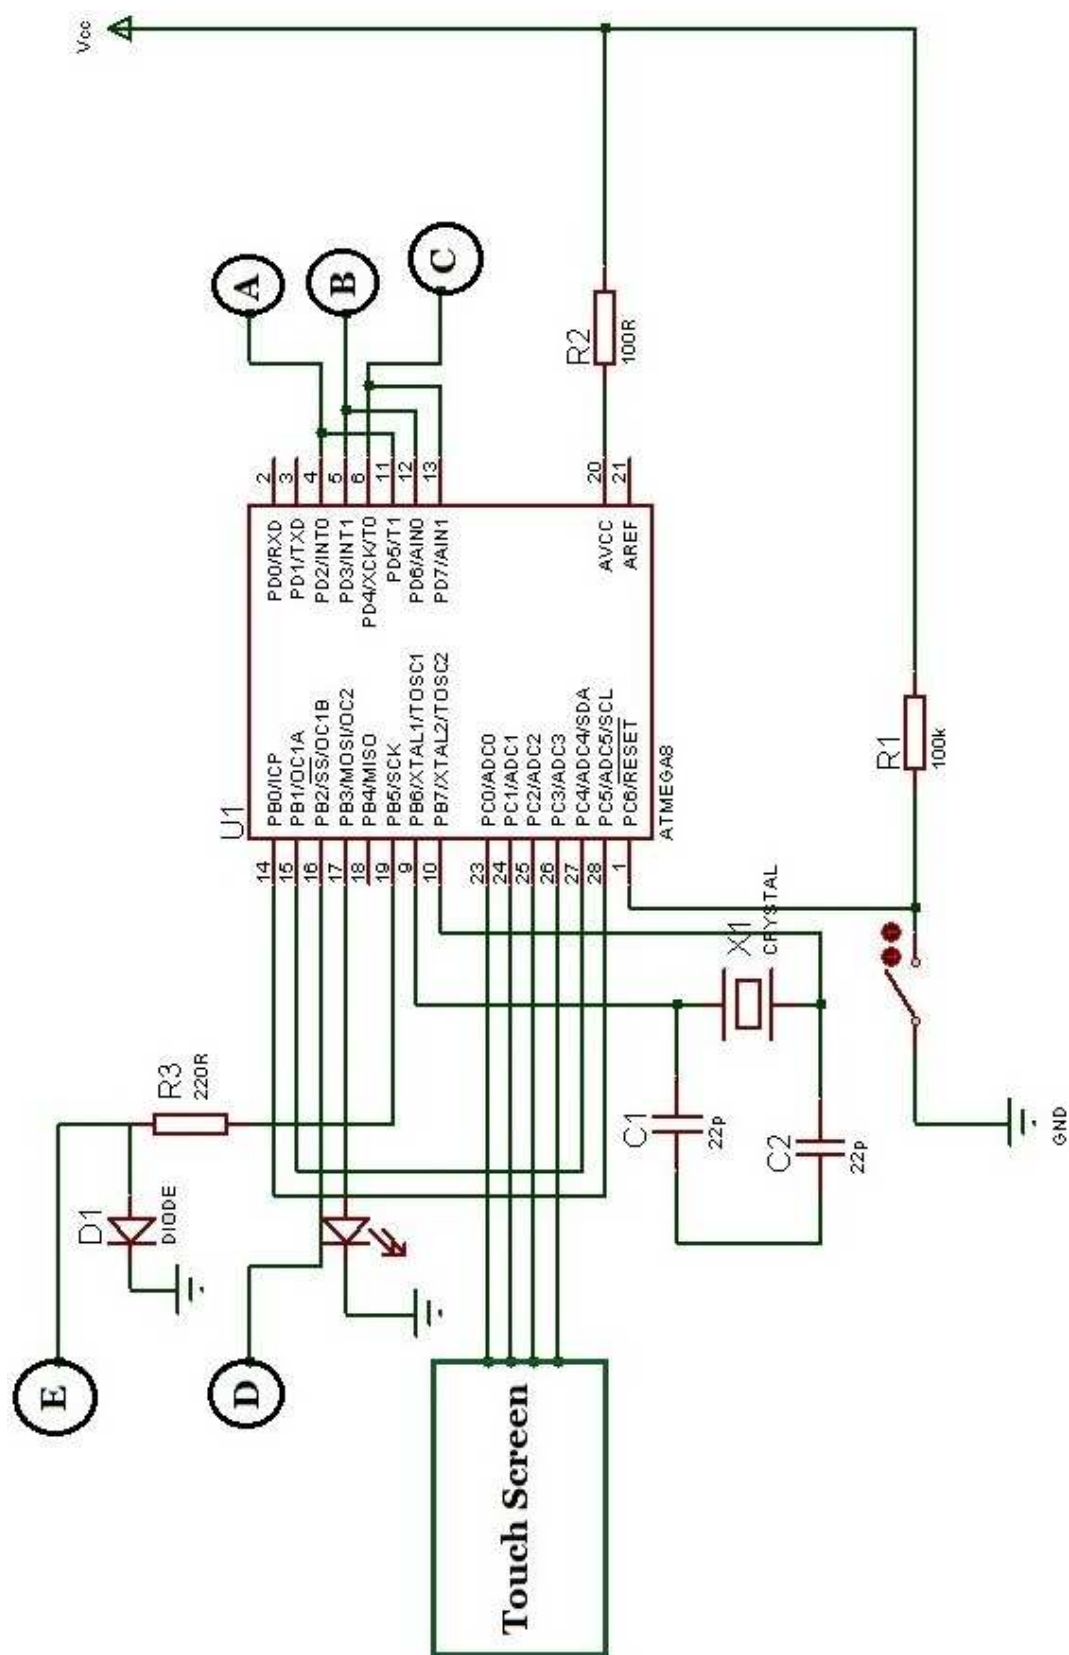 Vcc
A
B
C
R2
100R
2
3
4
5
6
11
12
13
20
21
PD0/RXD
PD1/TXD
PD2/INT0
PD3/INT1
PD4/XCK/T0
PD5/T1
PD6/AIN0
PD7/AIN1
AVCC
AREF
U1
PB0/ICP
PB1/OC1A
PB2/SS/OC1B
PB3/MOSI/OC2
PB4/MISO
PB5/SCK
PB6/XTAL1/TOSC1
PB7/XTAL2/TOSC2
PC0/ADC0
PC1/ADC1
PC2/ADC2
PC3/ADC3
PC4/ADC4/SDA
PC5/ADC5/SCL
PC6/RESET
ATMEGA8
14
15
16
17
18
19
9
10
23
24
25
26
27
28
1
R1
100k
X1
CRYSTAL
R3
220R
C1
22p
C2
22p
D1
DIODE
GND
E
D
Touch Screen